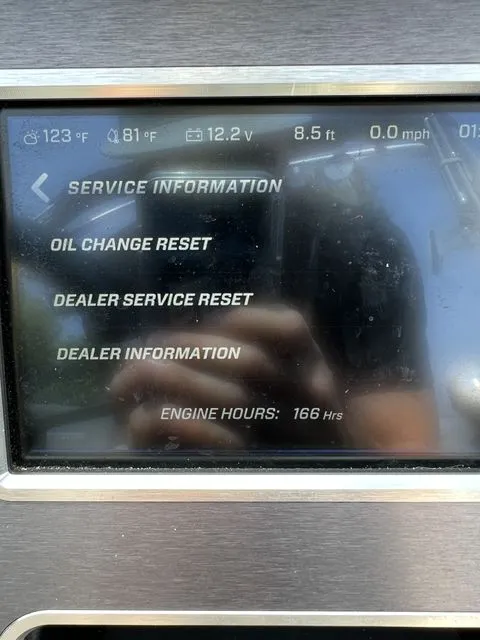 123 °F 81 °F 12.2 V 8.5 ft 0.0 mph 01:
SERVICE INFORMATION
OIL CHANGE RESET
DEALER SERVICE RESET
DEALER INFORMATION
ENGINE HOURS: 166 Hrs